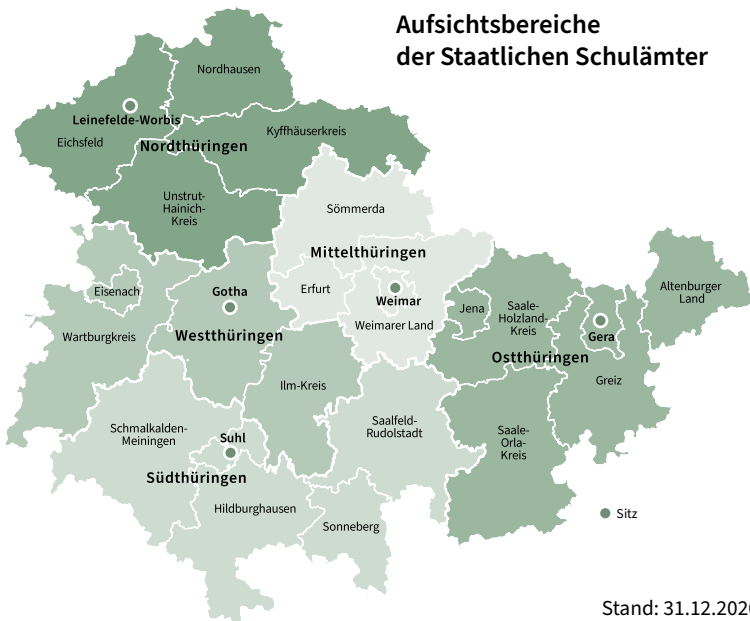 Aufsichtsbereiche
der Staatlichen Schulämter
Nordhausen
Leinefelde-Worbis
Eichsfeld
Nordthüringen
Kyffhäuserkreis
Unstrut-
Hainich-
Kreis
Sömmerda
Mittelthüringen
Eisenach
Gotha
Erfurt
Weimar
Wartburgkreis
Westthüringen
Weimarer Land
Jena
Saale-
Holzland-
Kreis
Altenburger
Land
Gera
Ostthüringen
Greiz
Ilm-Kreis
Schmalkalden-
Meiningen
Suhl
Saalfeld-
Rudolstadt
Saale-
Orla-
Kreis
Südthüringen
Hildburghausen
Sonneberg
Sitz
Stand: 31.12.2020